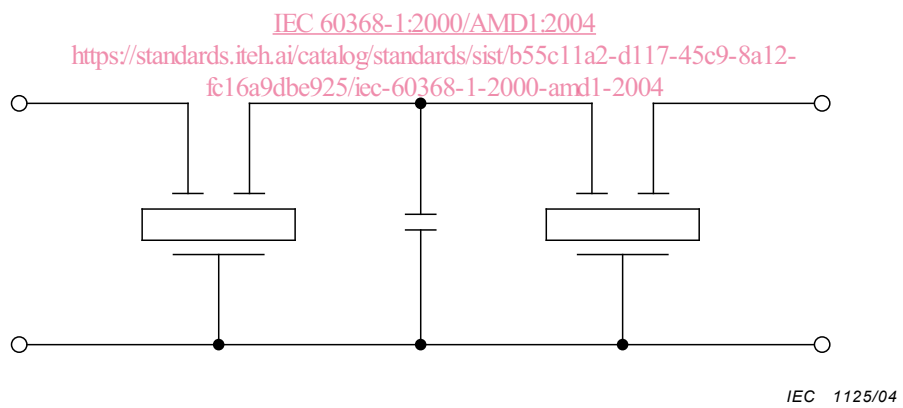 IEC 60368-1:2000/AMD1:2004
https://standards.iteh.ai/catalog/standards/sist/b55c11a2-d117-45c9-8a12-
fc16a9dbe925/iec-60368-1-2000-amd1-2004
IEC 1125/04